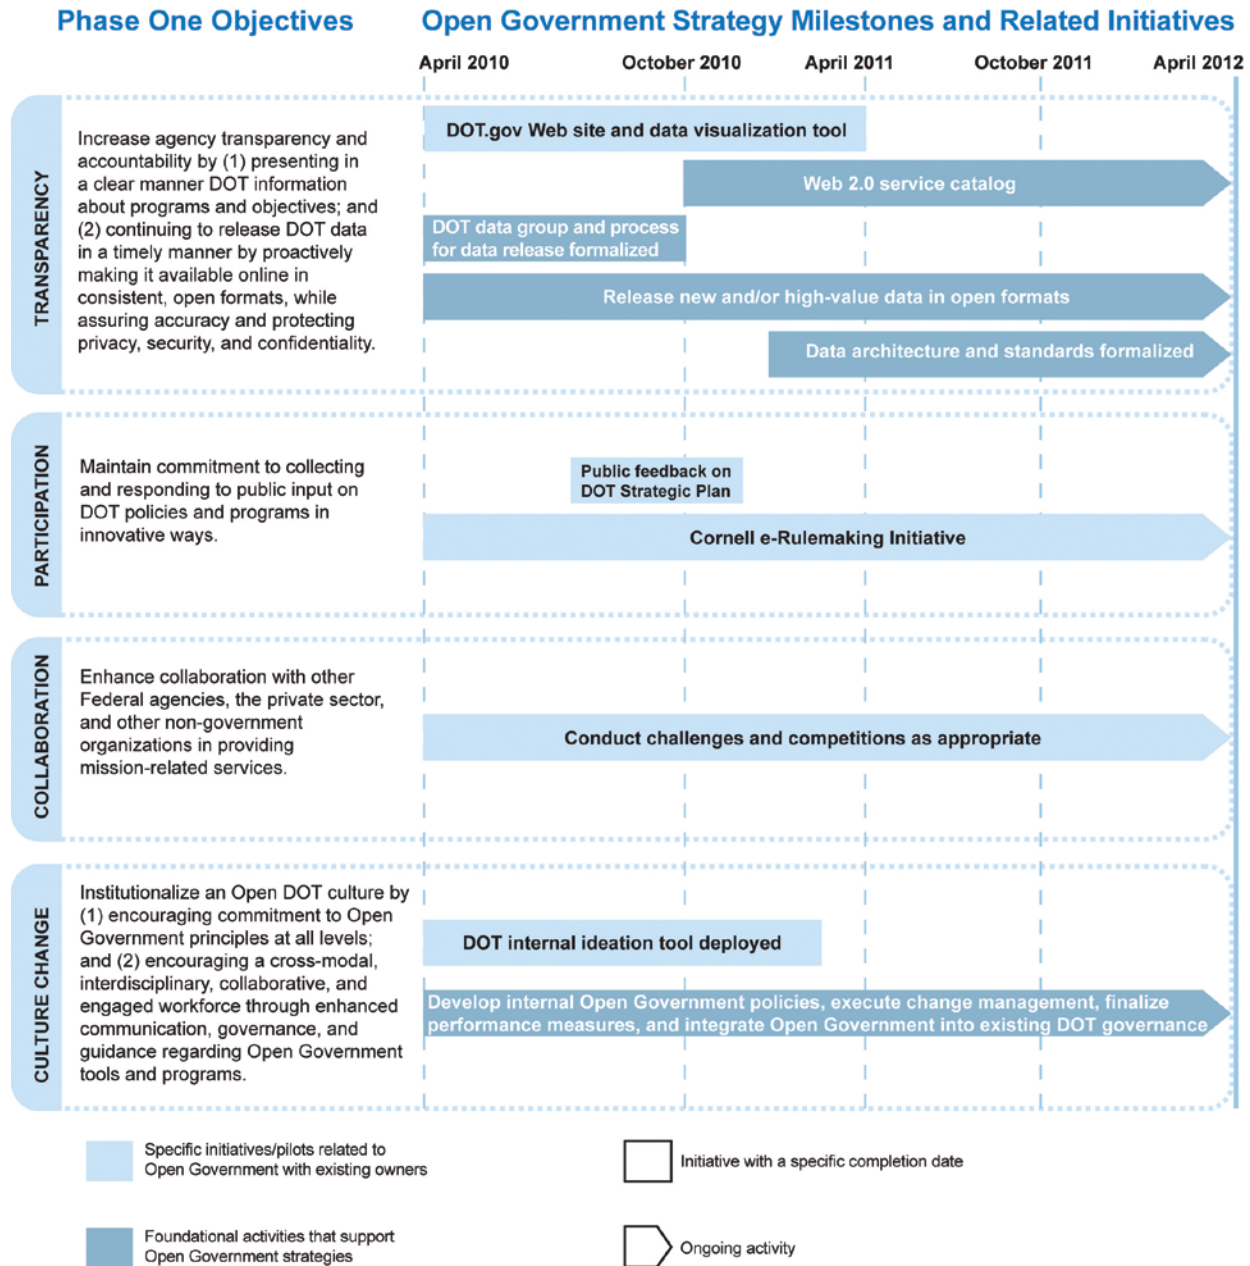 Phase One Objectives
Open Government Strategy Milestones and Related Initiatives
April 2010
October 2010
April 2011
October 2011
April 2012
TRANSPARENCY
Increase agency transparency and
accountability by (1) presenting in
a clear manner DOT information
about programs and objectives; and
(2) continuing to release DOT data
in a timely manner by proactively
making it available online in
consistent, open formats, while
assuring accuracy and protecting
privacy, security, and confidentiality.
DOT.gov Web site and data visualization tool
Web 2.0 service catalog
DOT data group and process
for data release formalized
Release new and/or high-value data in open formats
Data architecture and standards formalized
PARTICIPATION
Maintain commitment to collecting
and responding to public input on
DOT policies and programs in
innovative ways.
Public feedback on
DOT Strategic Plan
Cornell e-Rulemaking Initiative
COLLABORATION
Enhance collaboration with other
Federal agencies, the private sector,
and other non-government
organizations in providing
mission-related services.
Conduct challenges and competitions as appropriate
CULTURE CHANGE
Institutionalize an Open DOT culture by
(1) encouraging commitment to Open
Government principles at all levels;
and (2) encouraging a cross-modal,
interdisciplinary, collaborative, and
engaged workforce through enhanced
communication, governance, and
guidance regarding Open Government
tools and programs.
DOT internal ideation tool deployed
Develop internal Open Government policies, execute change management, finalize
performance measures, and integrate Open Government into existing DOT governance
Specific initiatives/pilots related to
Open Government with existing owners
Initiative with a specific completion date
Foundational activities that support
Open Government strategies
Ongoing activity